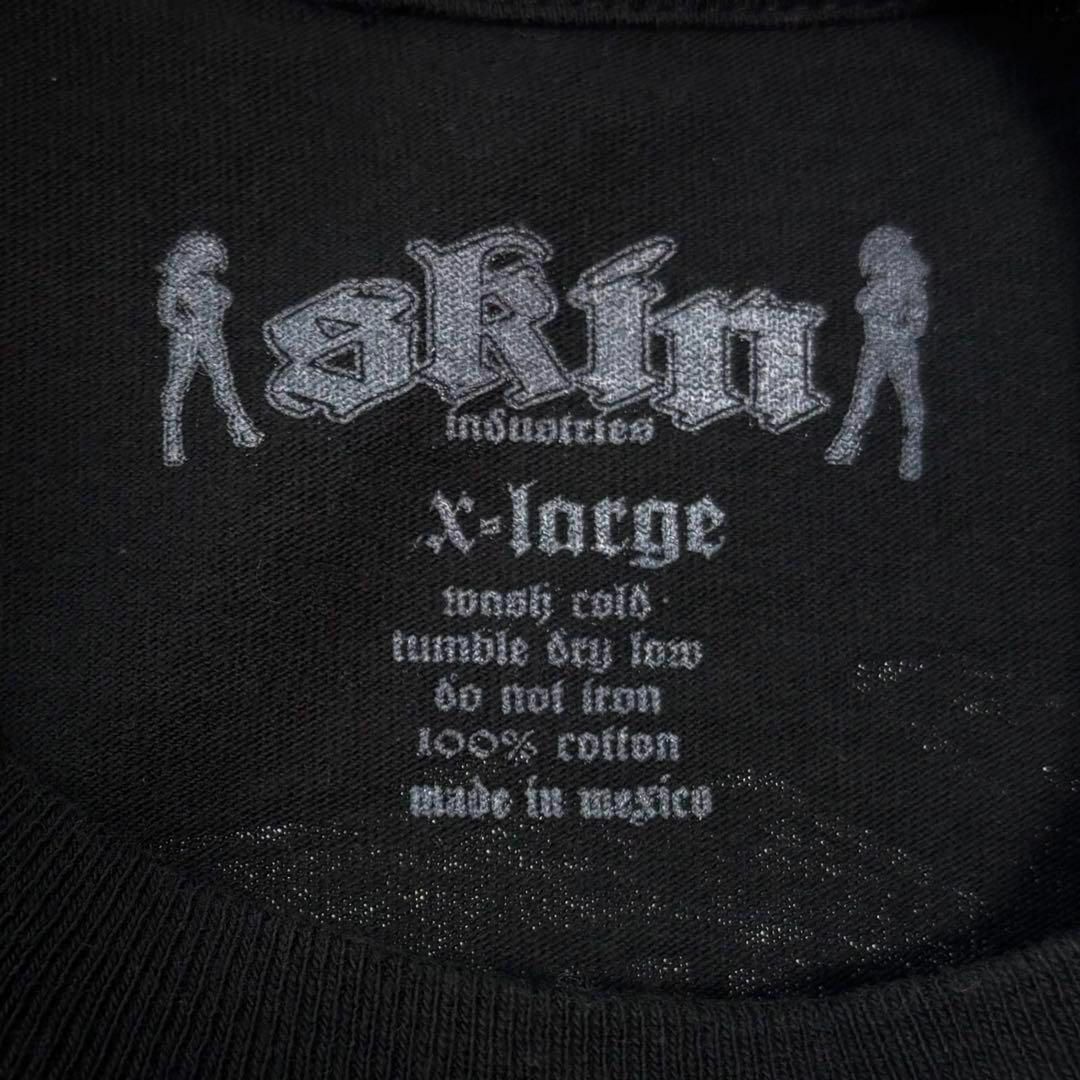 skin
industries
x-large
wash cold
tumble dry low
do not iron
100% cotton
made in mexico